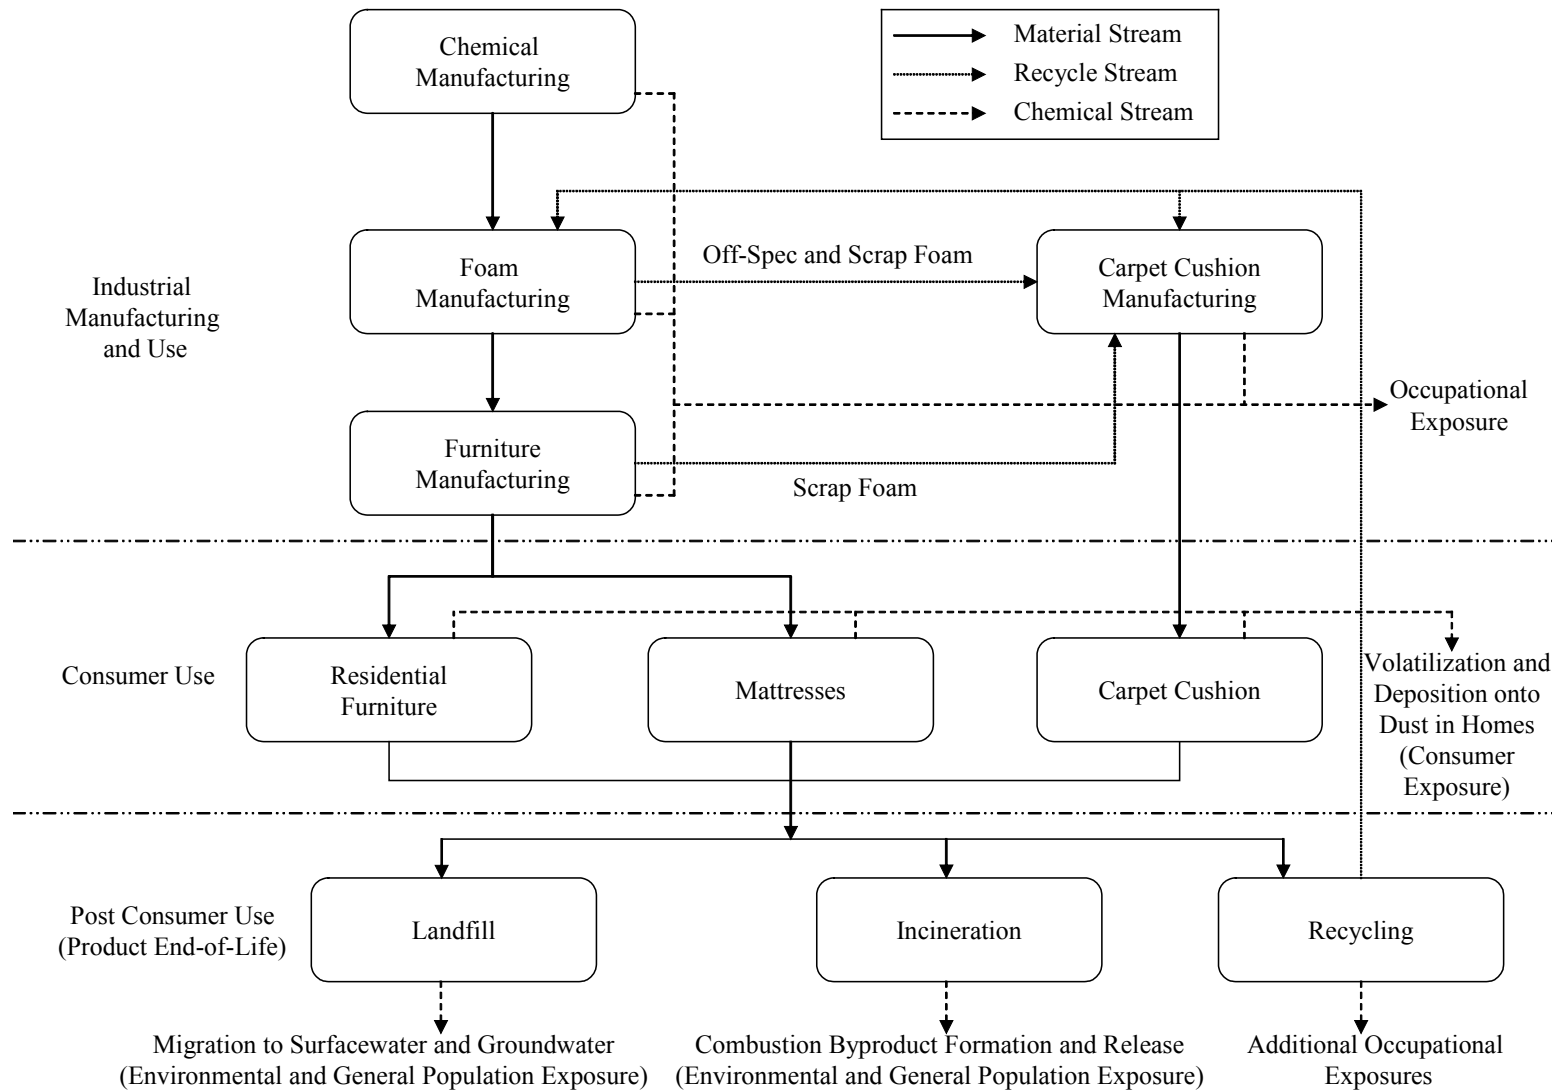 Chemical
Manufacturing
Material Stream
Recycle Stream
Chemical Stream
Industrial
Manufacturing
and Use
Foam
Manufacturing
Off-Spec and Scrap Foam
Carpet Cushion
Manufacturing
Occupational
Exposure
Furniture
Manufacturing
Scrap Foam
Consumer Use
Residential
Furniture
Mattresses
Carpet Cushion
Volatilization and
Deposition onto
Dust in Homes
(Consumer
Exposure)
Post Consumer Use
(Product End-of-Life)
Landfill
Incineration
Recycling
Migration to Surfacewater and Groundwater
(Environmental and General Population Exposure)
Combustion Byproduct Formation and Release
(Environmental and General Population Exposure)
Additional Occupational
Exposures